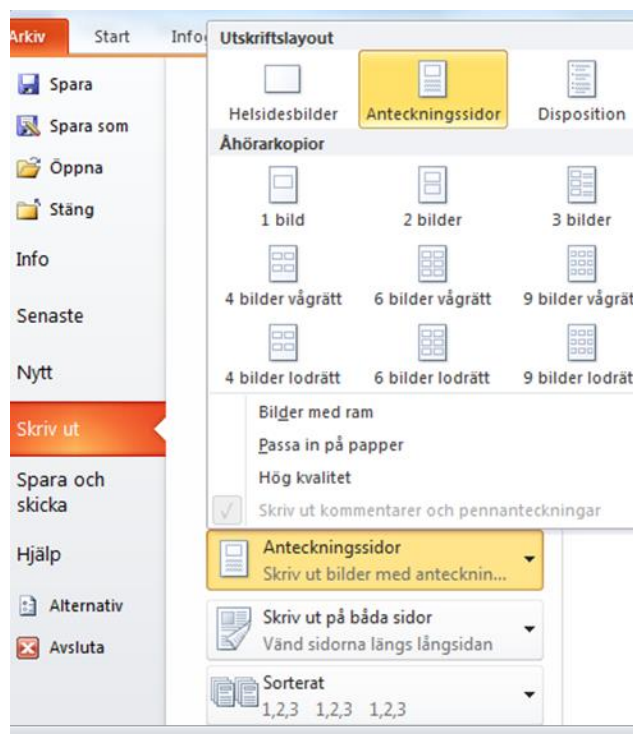 Arkiv
Start
Info
Spara
Spara som
Öppna
Stäng
Info
Senaste
Nytt
Skriv ut
Spara och
skicka
Hjälp
Alternativ
Avsluta
Utskriftslayout
Helsidesbilder Anteckningssidor Disposition
Åhörarkopior
1 bild 2 bilder 3 bilder
4 bilder vågrätt 6 bilder vågrätt 9 bilder vågrät
4 bilder lodrätt 6 bilder lodrätt 9 bilder lodrät
Bilder med ram
Passa in på papper
Hög kvalitet
Skriv ut kommentarer och pennanteckningar
Anteckningssidor
Skriv ut bilder med antecknin...
Skriv ut på båda sidor
Vänd sidorna längs långsidan
Sorterat
1,2,3 1,2,3 1,2,3